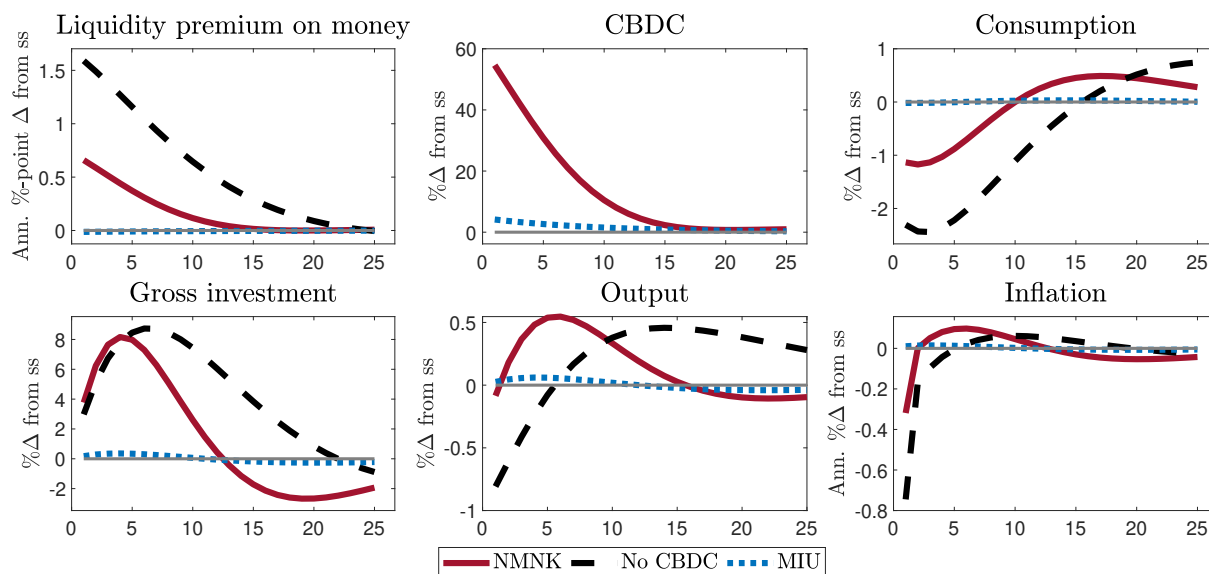 Liquidity premium on money
Ann. %-point Δ from ss
1.5
1
0.5
0
0 5 10 15 20 25
CBDC
%Δ from ss
60
40
20
0
0 5 10 15 20 25
Consumption
%Δ from ss
1
0
-1
-2
0 5 10 15 20 25
Gross investment
%Δ from ss
8
6
4
2
0
-2
0 5 10 15 20 25
Output
%Δ from ss
0.5
0
-0.5
-1
0 5 10 15 20 25
Inflation
Ann. %Δ from ss
0
-0.2
-0.4
-0.6
-0.8
0 5 10 15 20 25
NMNK No CBDC MIU